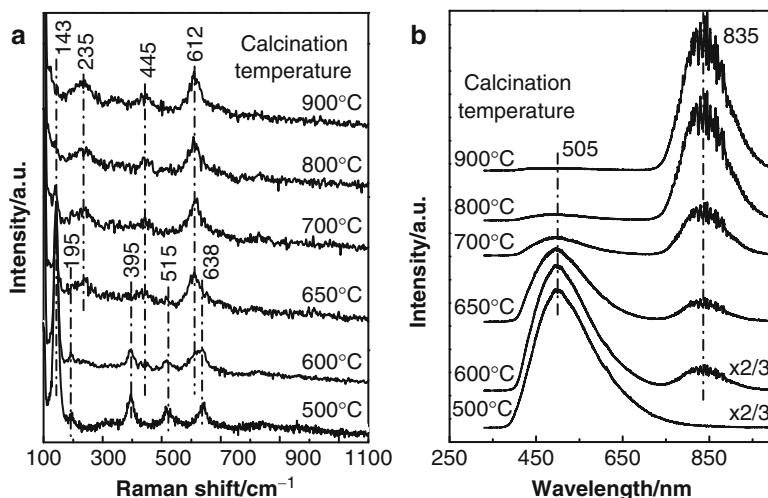 a
143
235
445
612
Calcination
temperature
900°C
800°C
700°C
195
395
515
638
650°C
600°C
500°C
Intensity/a.u.
100 300 500 700 900 1100
Raman shift/cm⁻¹
b
835
Calcination
temperature
505
900°C
800°C
700°C
650°C
600°C
x2/3
500°C
x2/3
Intensity/a.u.
250 450 650 850
Wavelength/nm